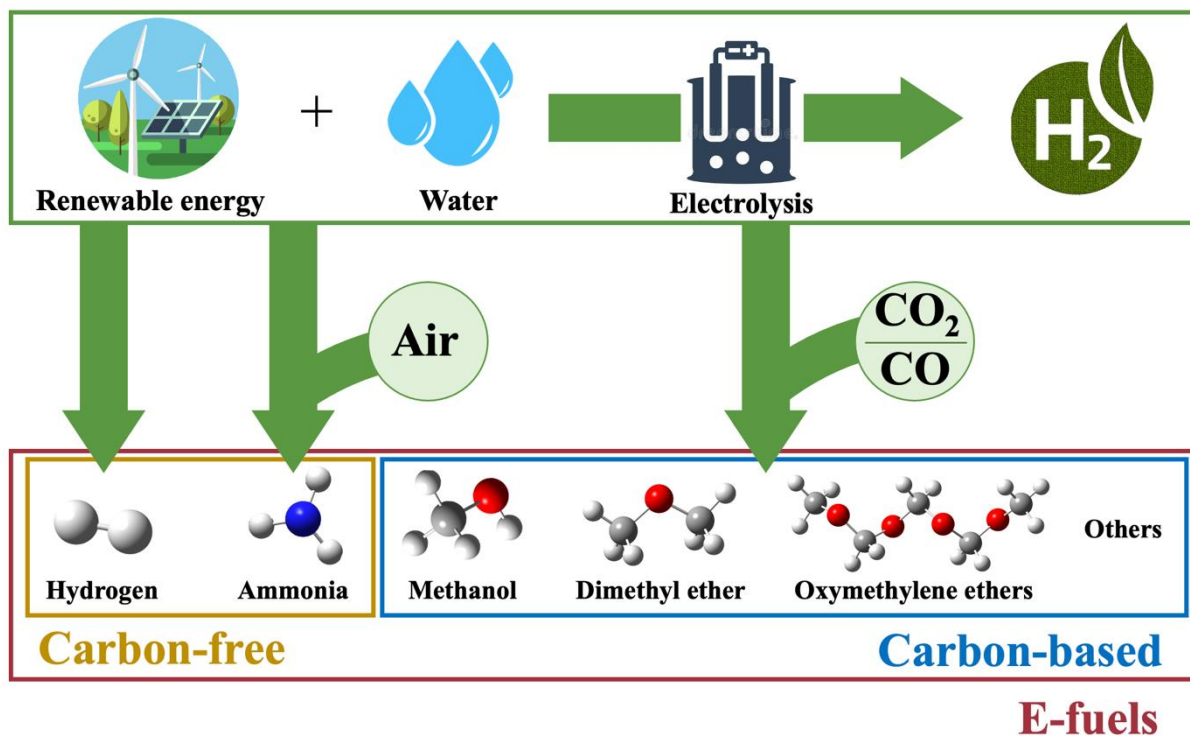 +
Renewable energy
Water
Electrolysis
H₂
Air
CO₂
CO
Hydrogen
Ammonia
Methanol
Dimethyl ether
Oxymethylene ethers
Others
Carbon-free
Carbon-based
E-fuels